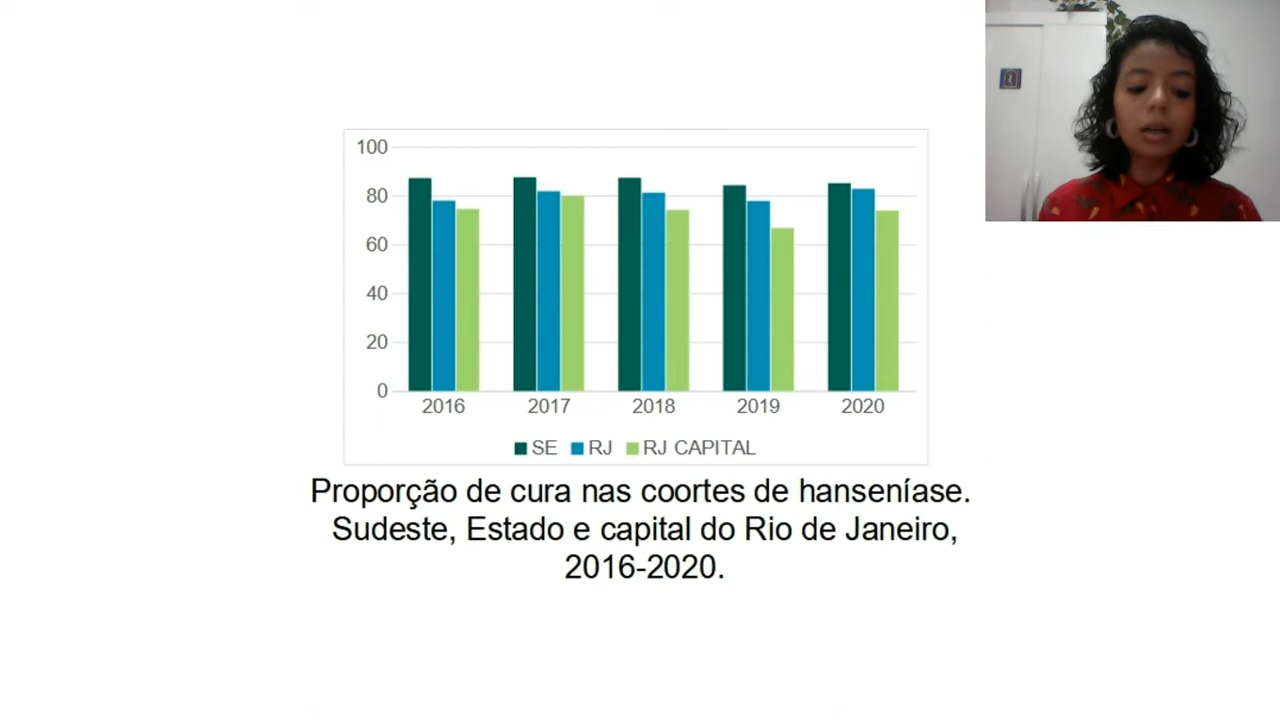 100
80
60
40
20
0
2016 2017 2018 2019 2020
SE RJ RJ CAPITAL
Proporção de cura nas coortes de hanseníase.
Sudeste, Estado e capital do Rio de Janeiro,
2016-2020.